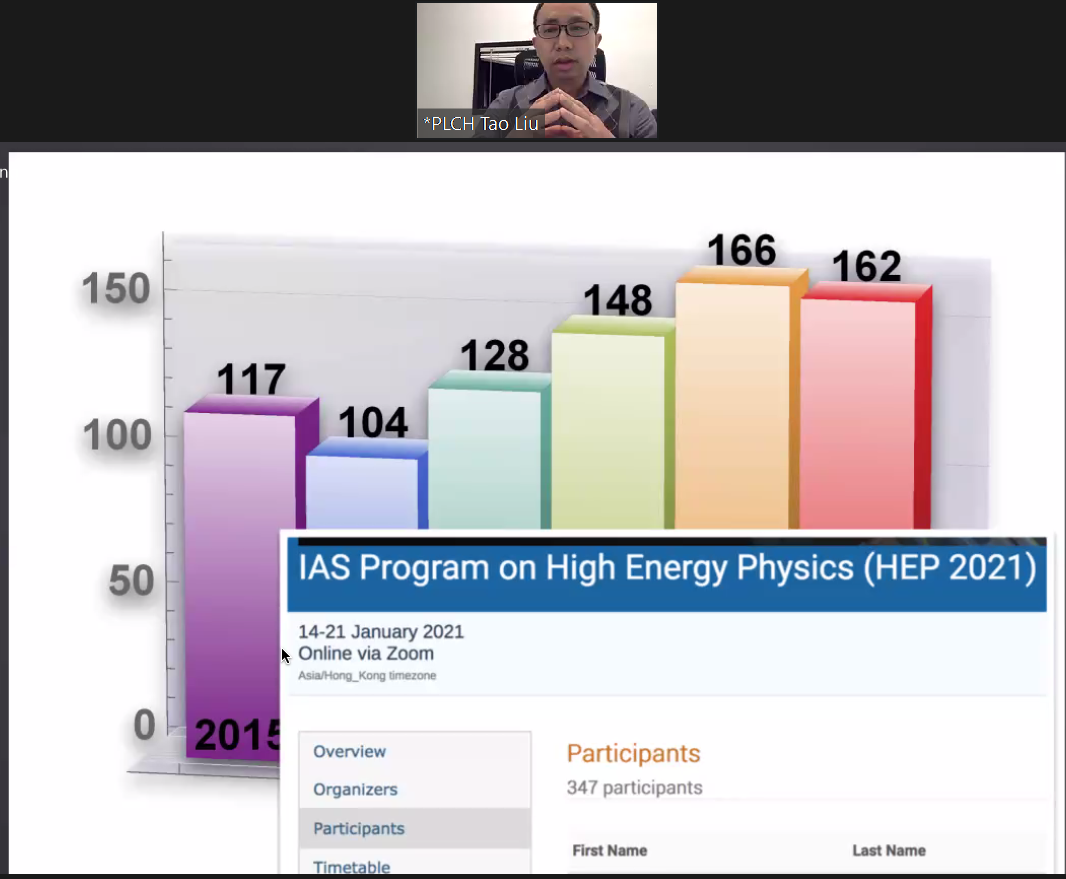 *PLCH Tao Liu
n
166
162
150
148
128
117
104
100
50
0
2015
IAS Program on High Energy Physics (HEP 2021)
14-21 January 2021
Online via Zoom
Asia/Hong_Kong timezone
Overview
Organizers
Participants
Timetable
Participants
347 participants
First Name
Last Name